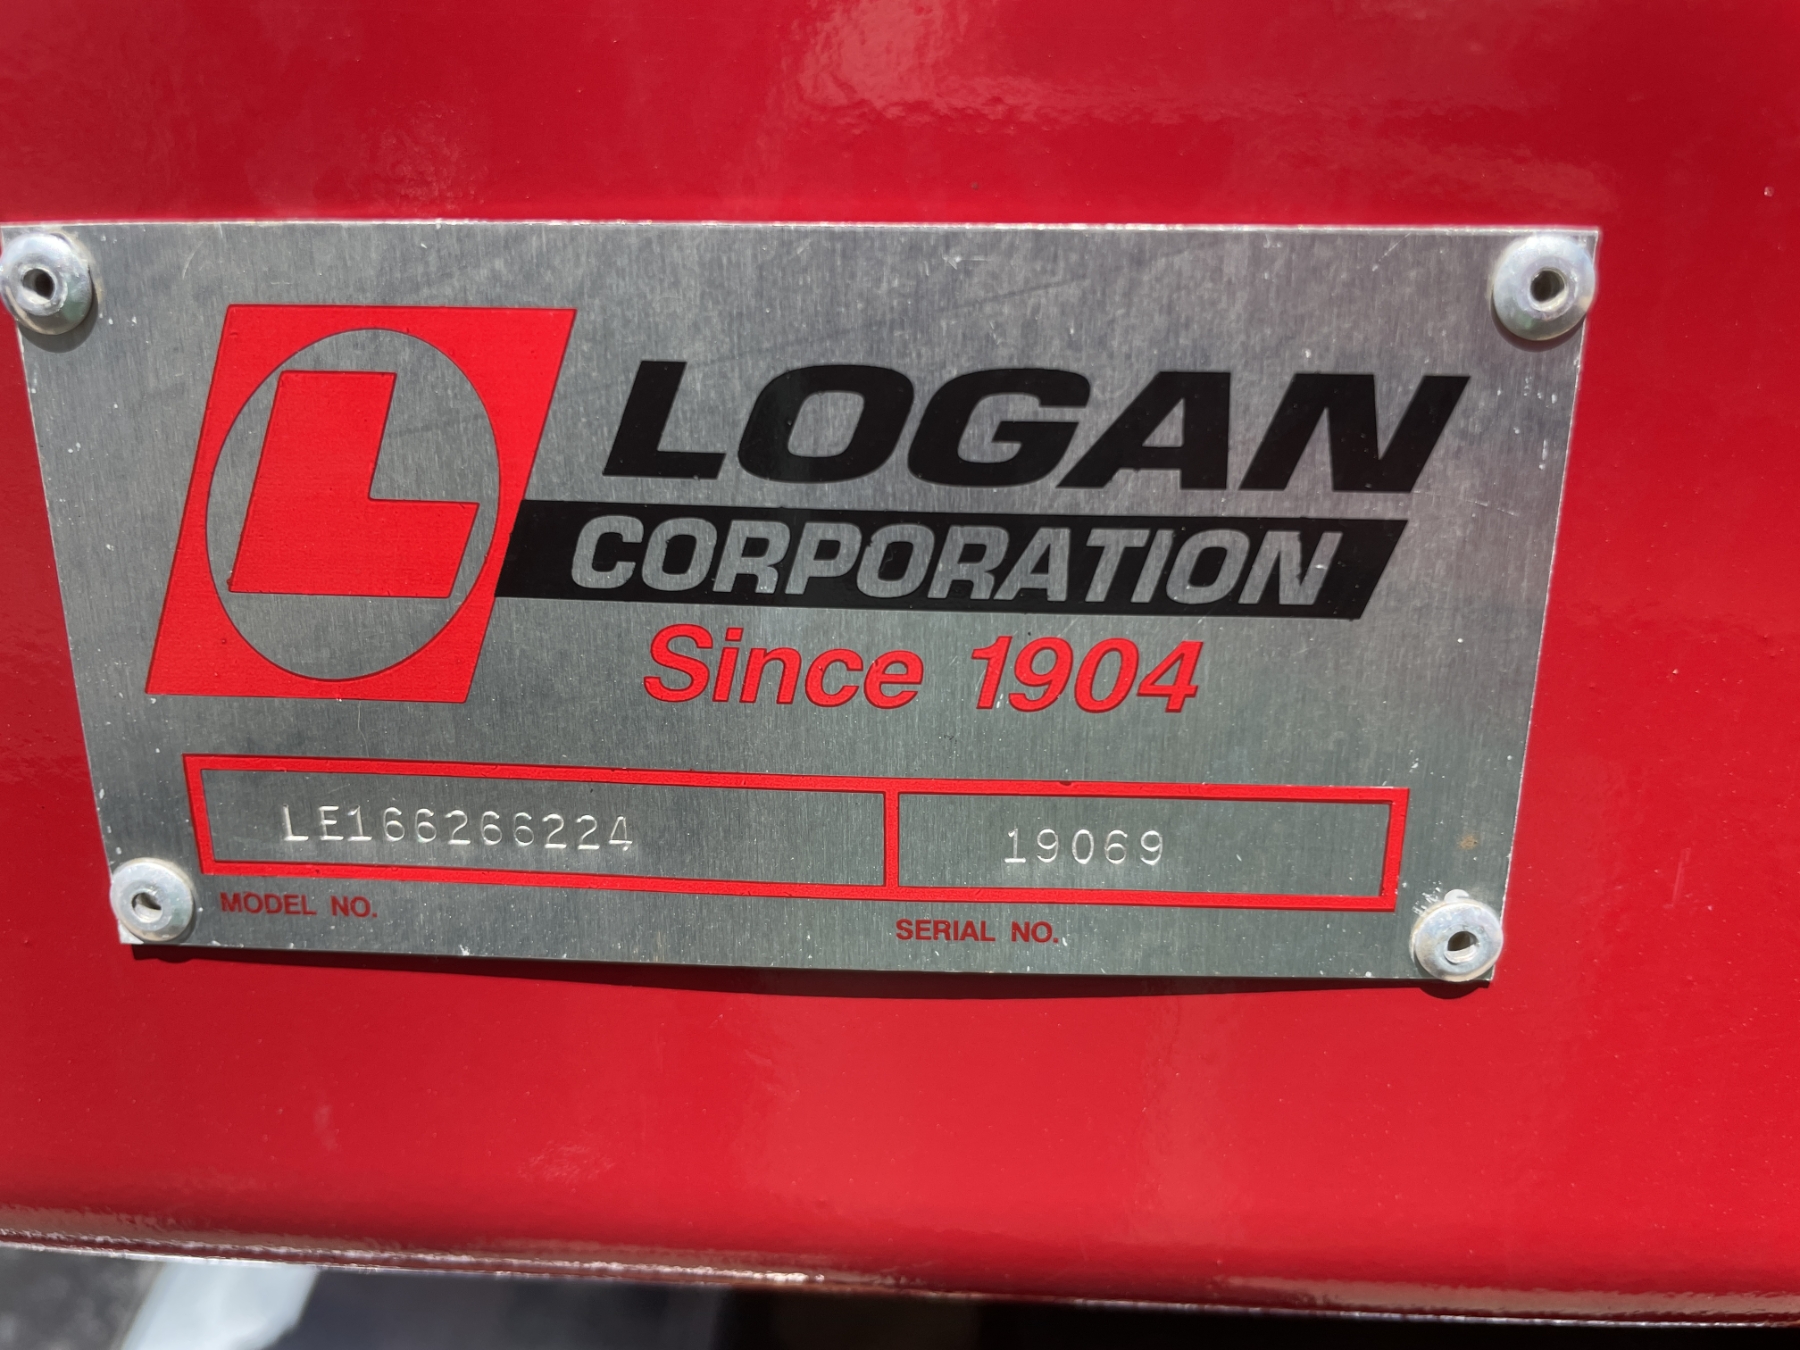 L
LOGAN
CORPORATION
Since 1904
LE166266224
19069
MODEL NO.
SERIAL NO.